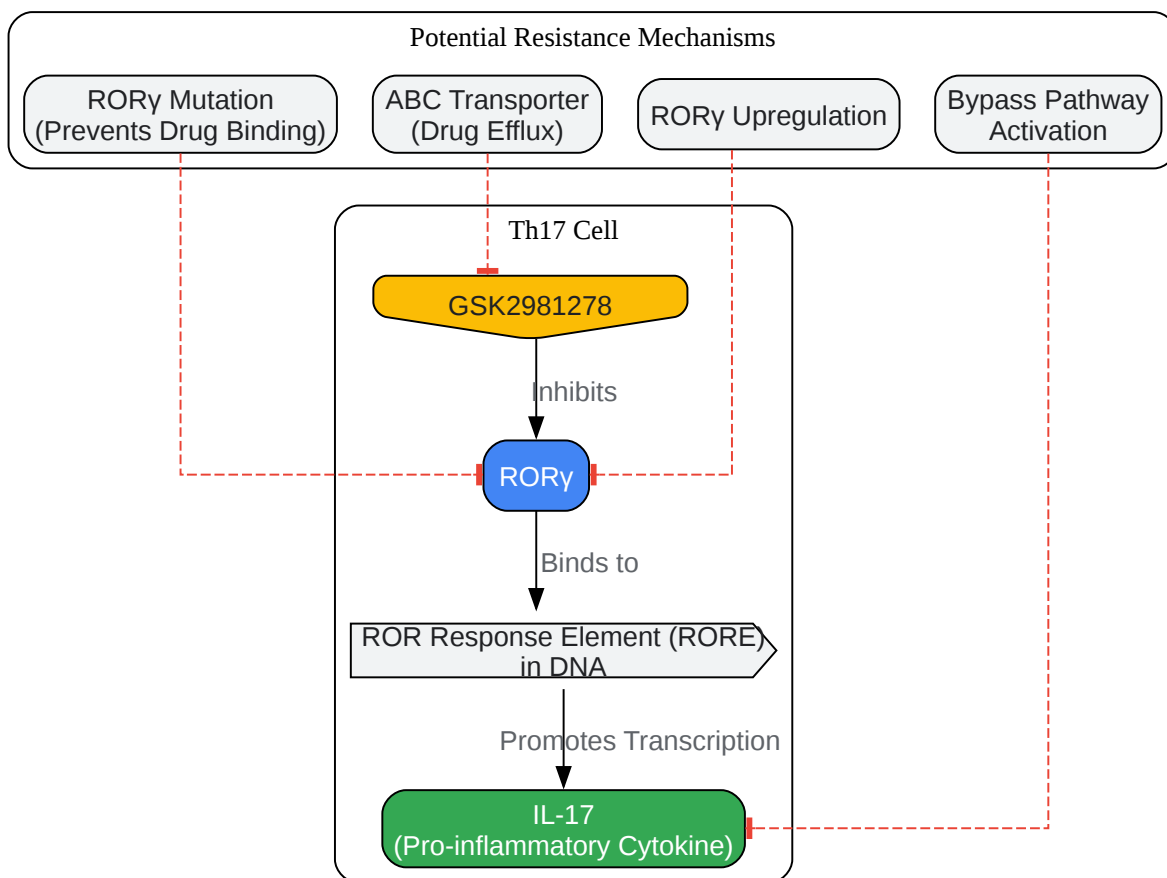 Potential Resistance Mechanisms
RORγ Mutation
(Prevents Drug Binding)
ABC Transporter
(Drug Efflux)
RORγ Upregulation
Bypass Pathway
Activation
Th17 Cell
GSK2981278
Inhibits
RORγ
Binds to
ROR Response Element (RORE)
in DNA
Promotes Transcription
IL-17
(Pro-inflammatory Cytokine)